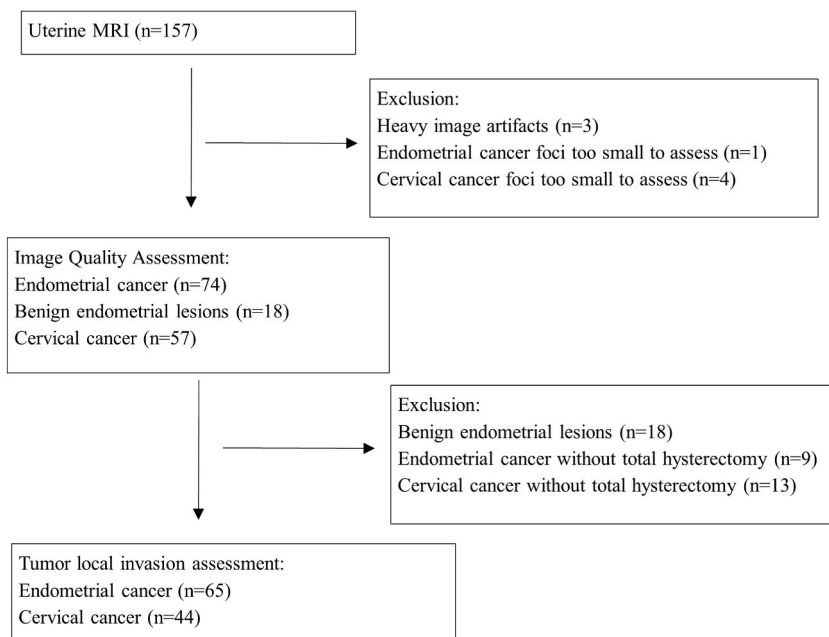 Uterine MRI (n=157)
Exclusion:
Heavy image artifacts (n=3)
Endometrial cancer foci too small to assess (n=1)
Cervical cancer foci too small to assess (n=4)
Image Quality Assessment:
Endometrial cancer (n=74)
Benign endometrial lesions (n=18)
Cervical cancer (n=57)
Exclusion:
Benign endometrial lesions (n=18)
Endometrial cancer without total hysterectomy (n=9)
Cervical cancer without total hysterectomy (n=13)
Tumor local invasion assessment:
Endometrial cancer (n=65)
Cervical cancer (n=44)